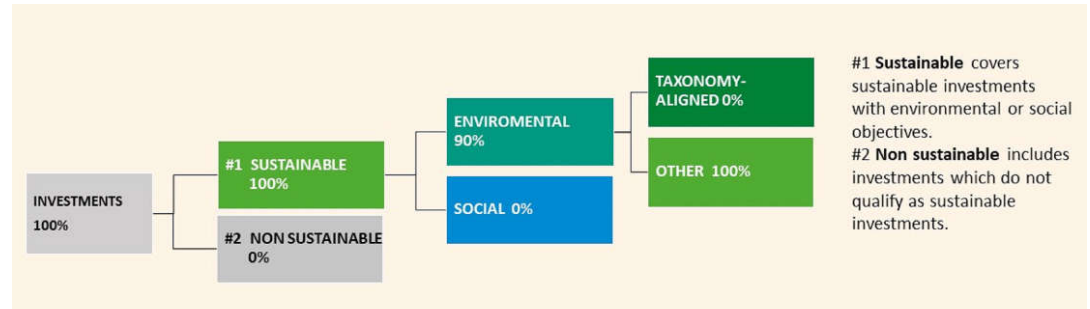 INVESTMENTS
100%
#1 SUSTAINABLE
100%
#2 NON SUSTAINABLE
0%
ENVIROMENTAL
90%
SOCIAL 0%
TAXONOMY-
ALIGNED 0%
OTHER 100%
#1 Sustainable covers
sustainable investments
with environmental or social
objectives.
#2 Non sustainable includes
investments which do not
qualify as sustainable
investments.